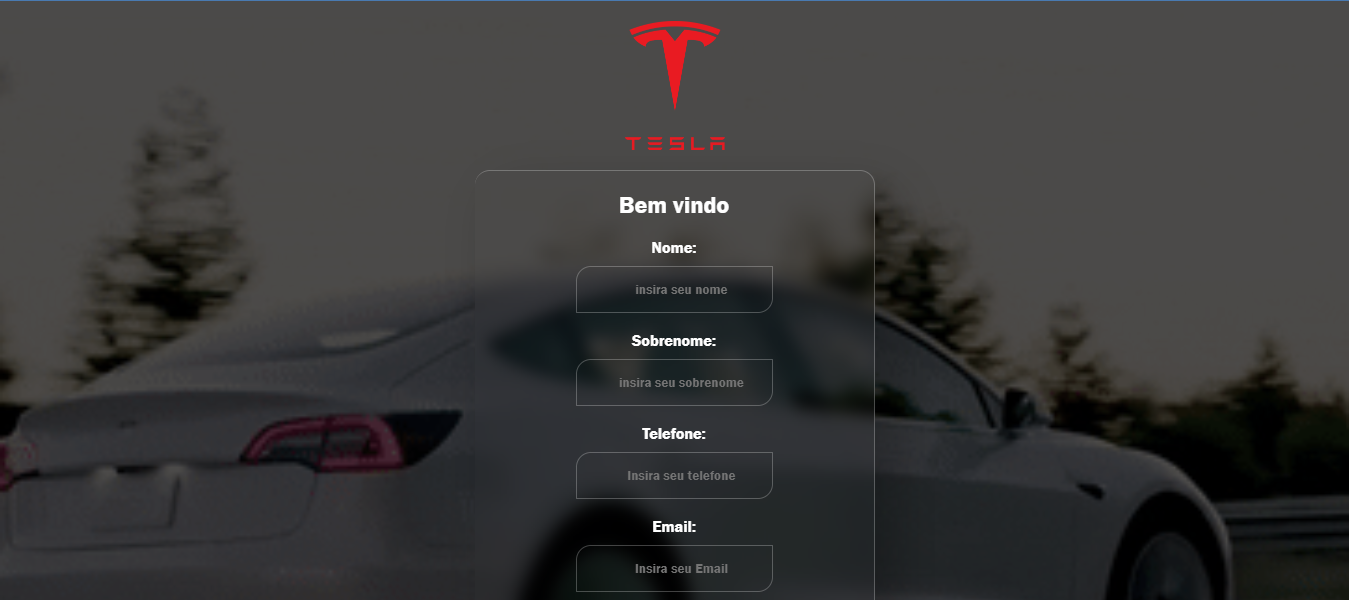 TESLA
Bem vindo
Nome:
insira seu nome
Sobrenome:
insira seu sobrenome
Telefone:
Insira seu telefone
Email:
Insira seu Email